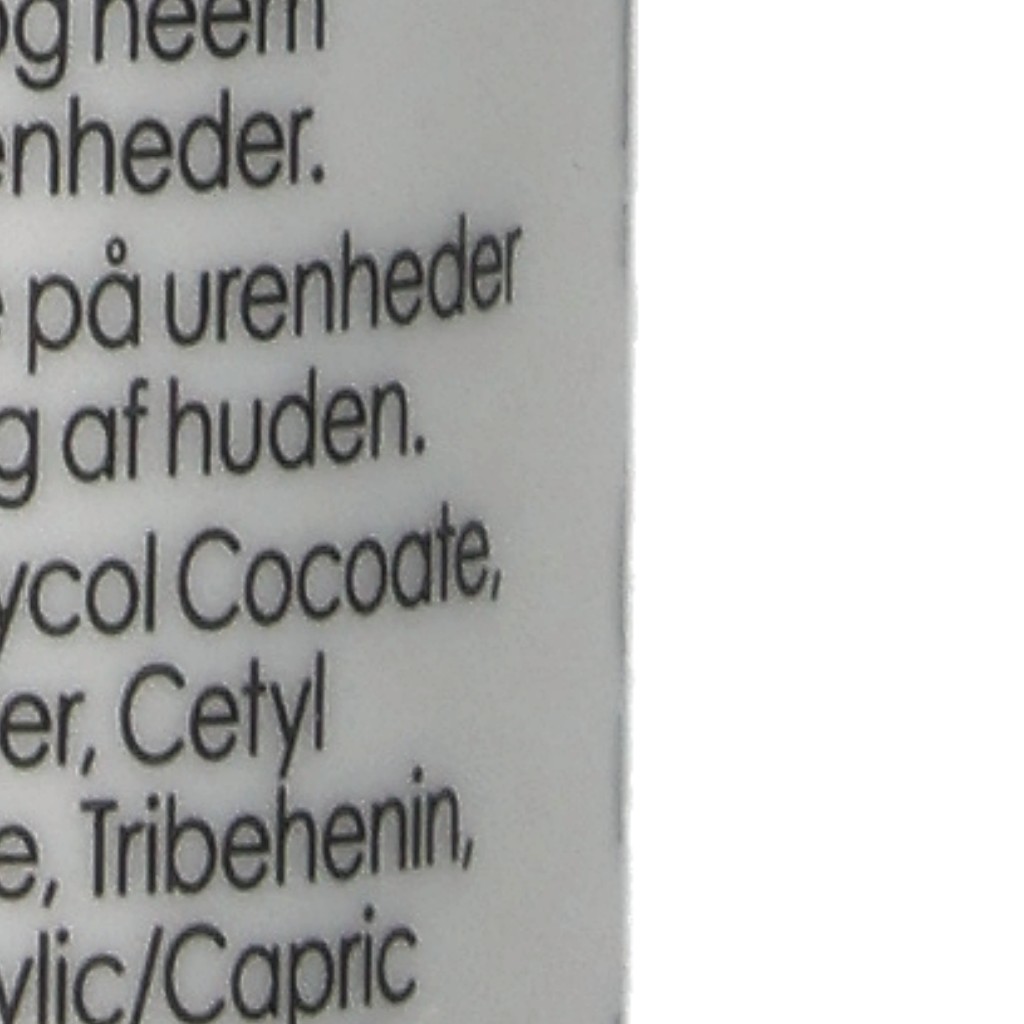 og neem
enheder.
på urenheder
g af huden.
ycol Cocoate,
er, Cetyl
e, Tribehenin,
ylic/Capric